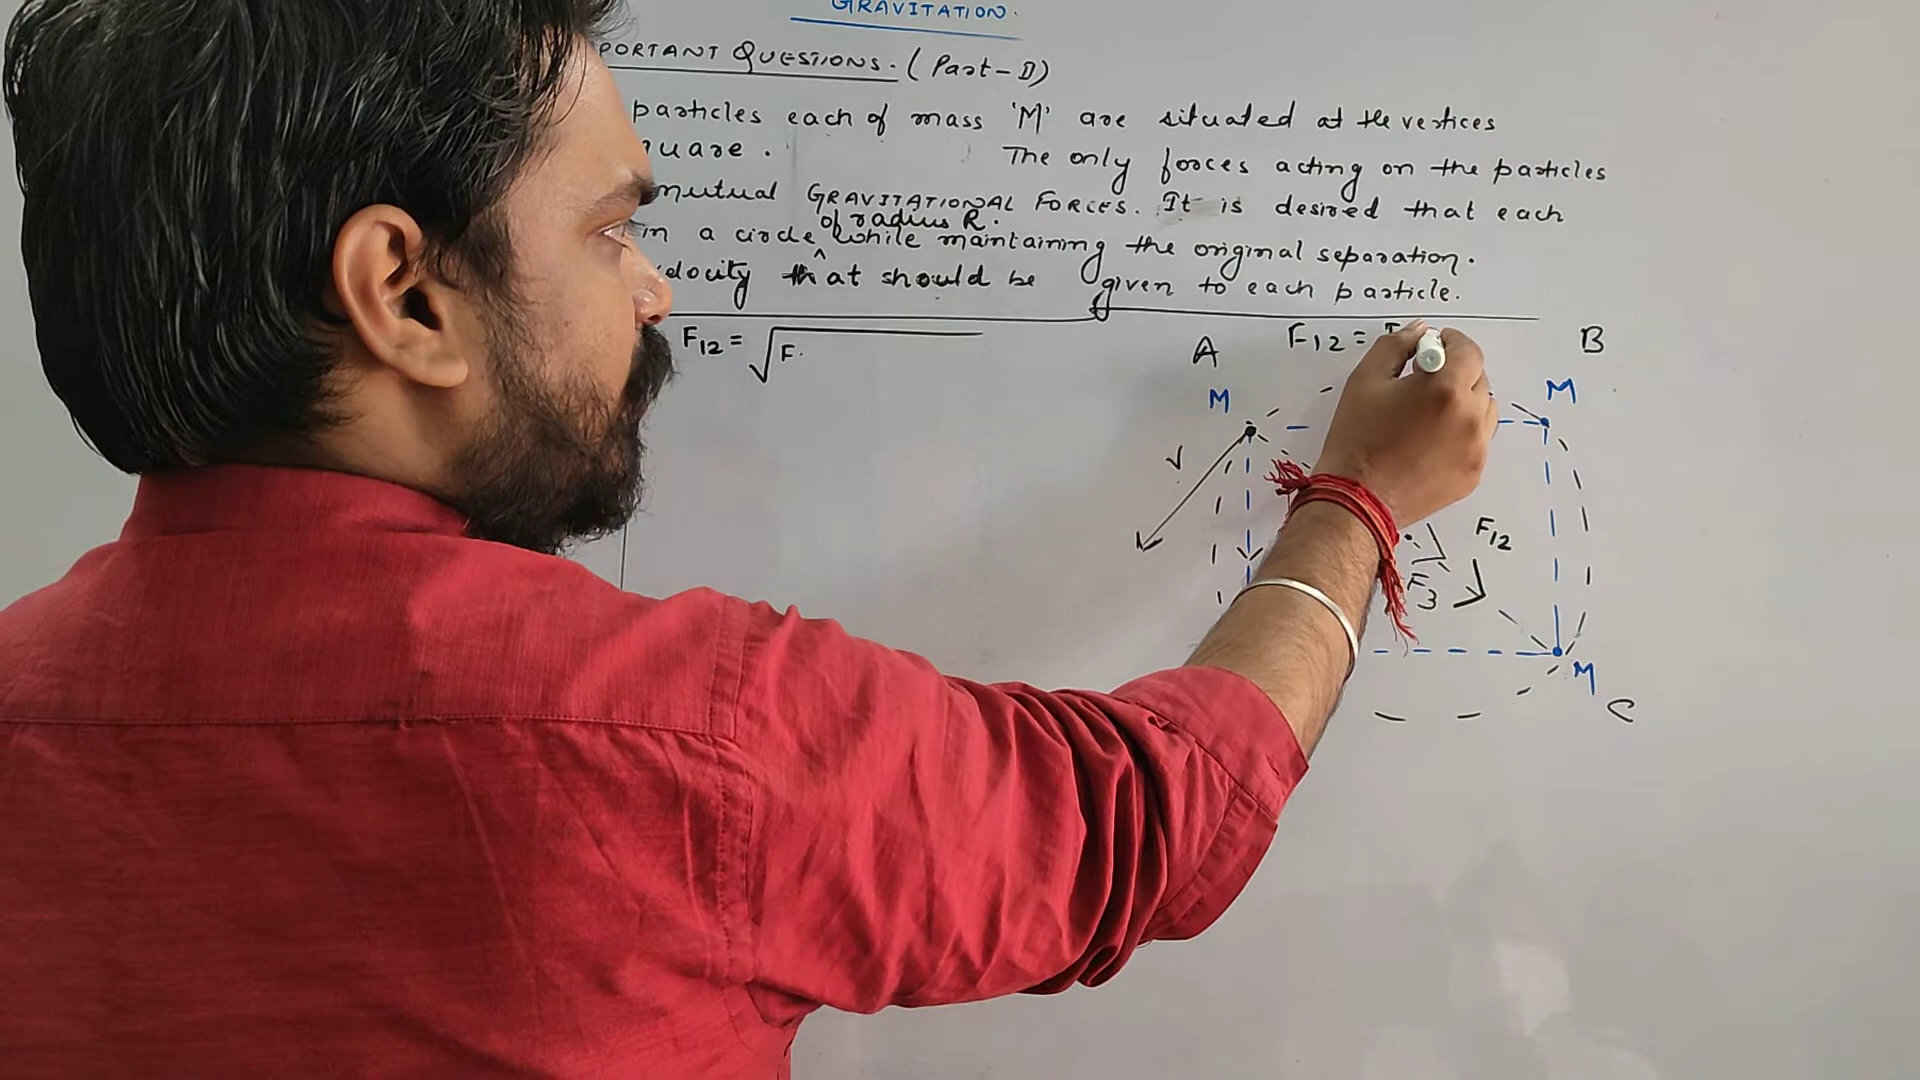 GRAVITATION.
PORTANT QUESTIONS. (Part-II)
particles each of mass 'M' are situated at the vertices
quare. The only forces acting on the particles
mutual GRAVITATIONAL FORCES. It is desired that each
of radius R.
in a circle ^ while maintaining the original separation.
elocity that should be given to each particle.
F12 = √F.
F12 =
A
B
M
M
V
F12
F3
M
C